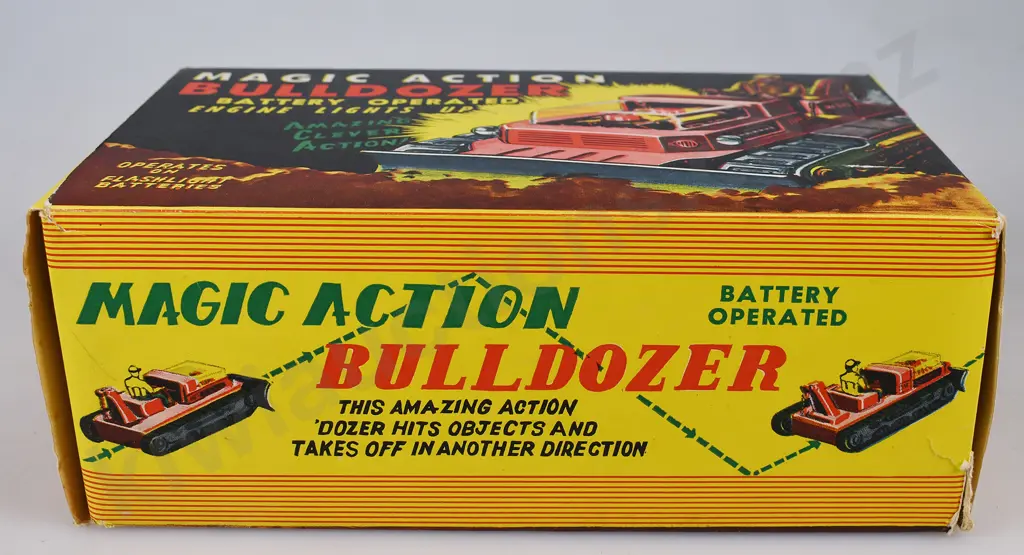 MAGIC ACTION
BULLDOZER
BATTERY OPERATED
ENGINE LIGHTS UP!
AMAZING
CLEVER
ACTION
OPERATES
ON
FLASHLIGHT
BATTERIES
MAGIC ACTION
BULLDOZER
BATTERY
OPERATED
THIS AMAZING ACTION
'DOZER HITS OBJECTS AND
TAKES OFF IN ANOTHER DIRECTION